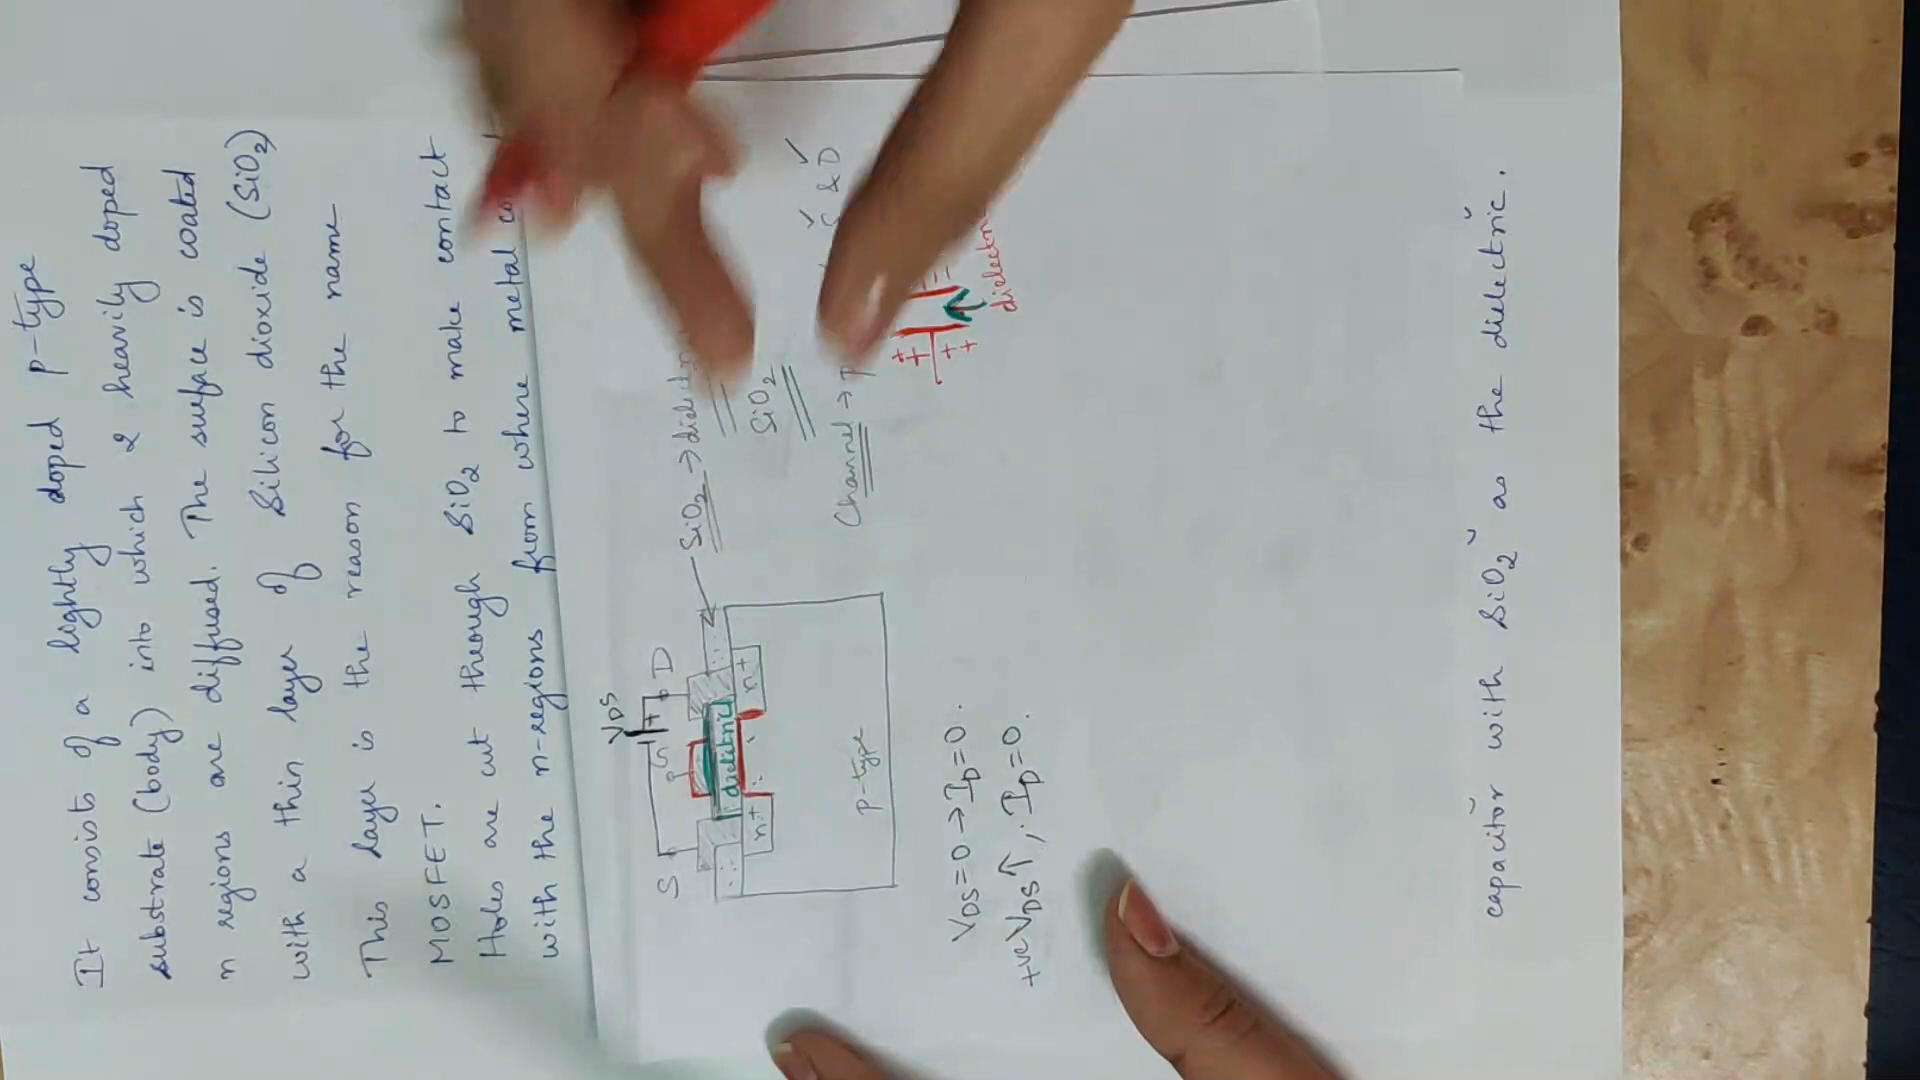 It consists of a lightly doped p-type
substrate (body) into which 2 heavily doped
n regions are diffused. The surface is coated
with a thin layer of Silicon dioxide (SiO2)
This layer is the reason for the name
MOSFET.
Holes are cut through SiO2 to make contact
with the n-regions from where metal
VDS
S G D
SiO2 →
dielectric
n+ n+
p-type
SiO2
Channel →
S & D
++ ++
dielectric
VDS = 0 → ID = 0.
+ve VDS ↑, ID = 0.
capacitor with SiO2 as the dielectric.